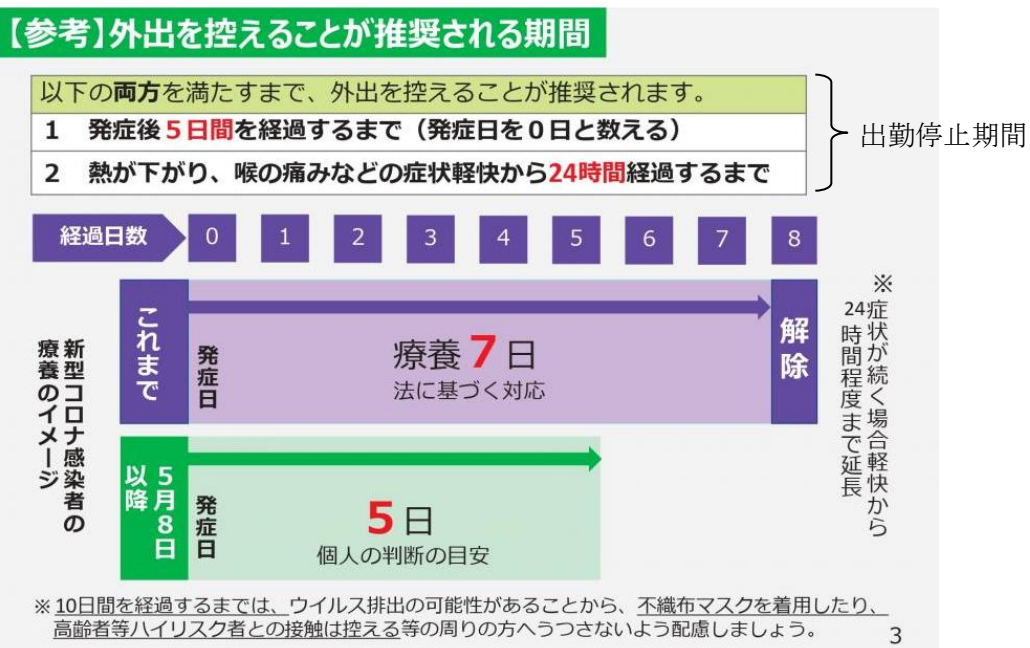 【参考】外出を控えることが推奨される期間
以下の両方を満たすまで、外出を控えることが推奨されます。
1 発症後5日間を経過するまで（発症日を0日と数える）
2 熱が下がり、喉の痛みなどの症状軽快から24時間経過するまで
出勤停止期間
経過日数 0 1 2 3 4 5 6 7 8
新型コロナ感染者の
療養のイメージ
これまで
発症日
療養7日
法に基づく対応
解除
※症状が続く場合軽快から
24時間程度まで延長
5月8日
以降
発症日
5日
個人の判断の目安
※10日間を経過するまでは、ウイルス排出の可能性があることから、不織布マスクを着用したり、
高齢者等ハイリスク者との接触は控える等の周りの方へうつさないよう配慮しましょう。
3